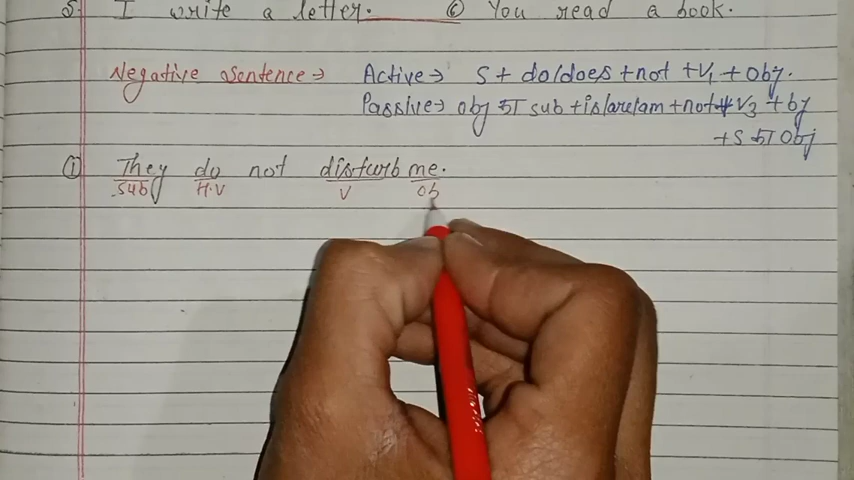 5. I write a letter. ⑥ You read a book.
Negative sentence → Active → S + do/does + not + V₁ + Obj.
Passive → obj का sub + is/are/am + not + V₃ + by
+ S का Obj
① They do not disturb me.
Sub H.V V Ob